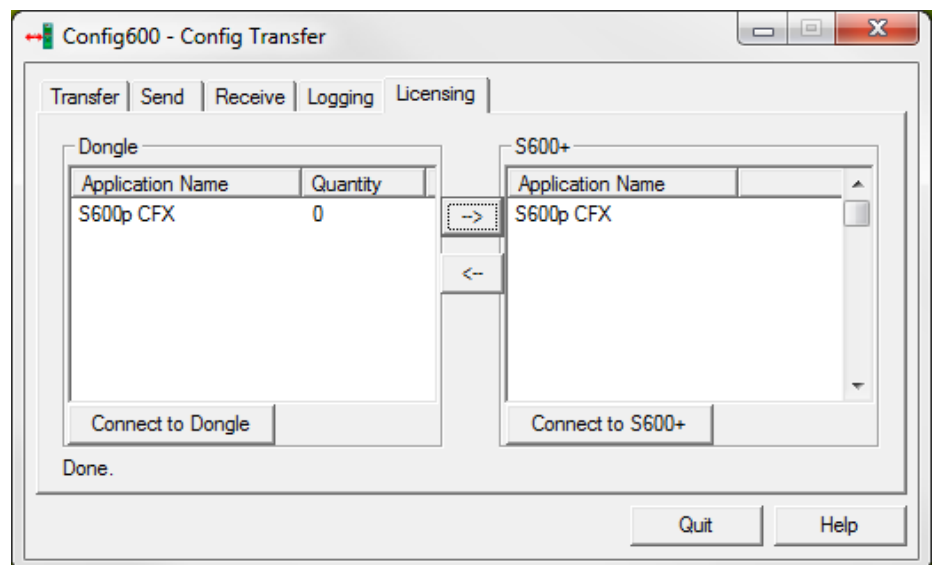 Config600 - Config Transfer
Transfer Send Receive Logging Licensing
Dongle
Application Name Quantity
S600p CFX 0
Connect to Dongle
-->
<--
S600+
Application Name
S600p CFX
Connect to S600+
Done.
Quit Help